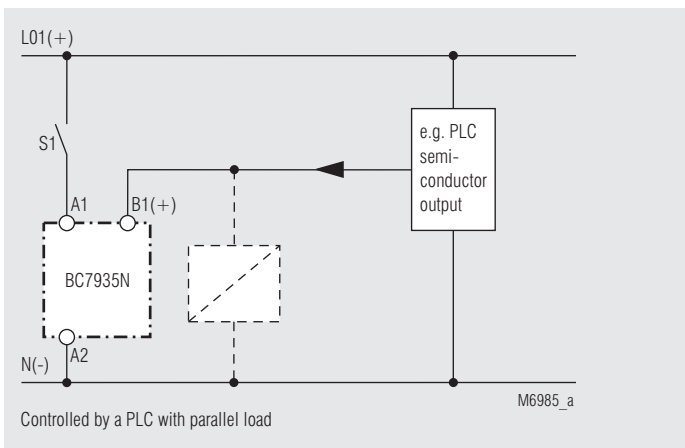 L01(+)
S1
e.g. PLC
semi-
conductor
output
A1
B1(+)
BC7935N
A2
N(-)
M6985_a
Controlled by a PLC with parallel load